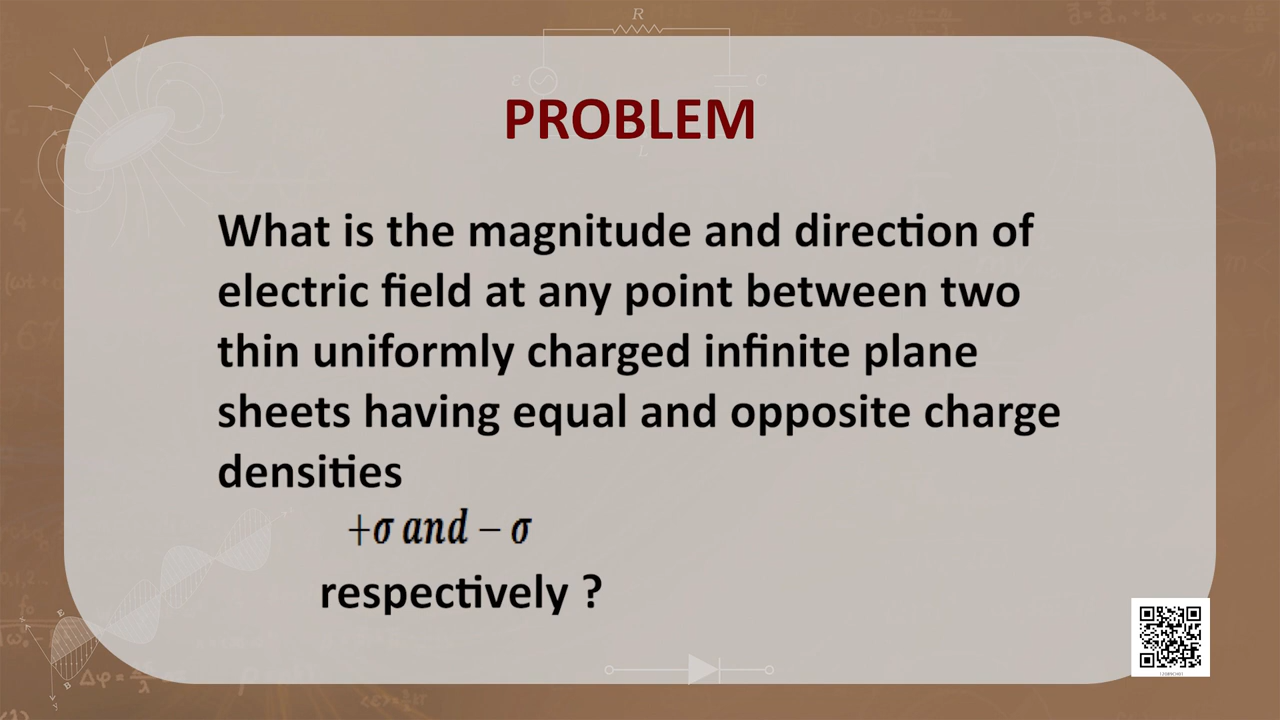 R
ε
C
PROBLEM
L
What is the magnitude and direction of
electric field at any point between two
thin uniformly charged infinite plane
sheets having equal and opposite charge
densities
+σ and − σ
respectively ?